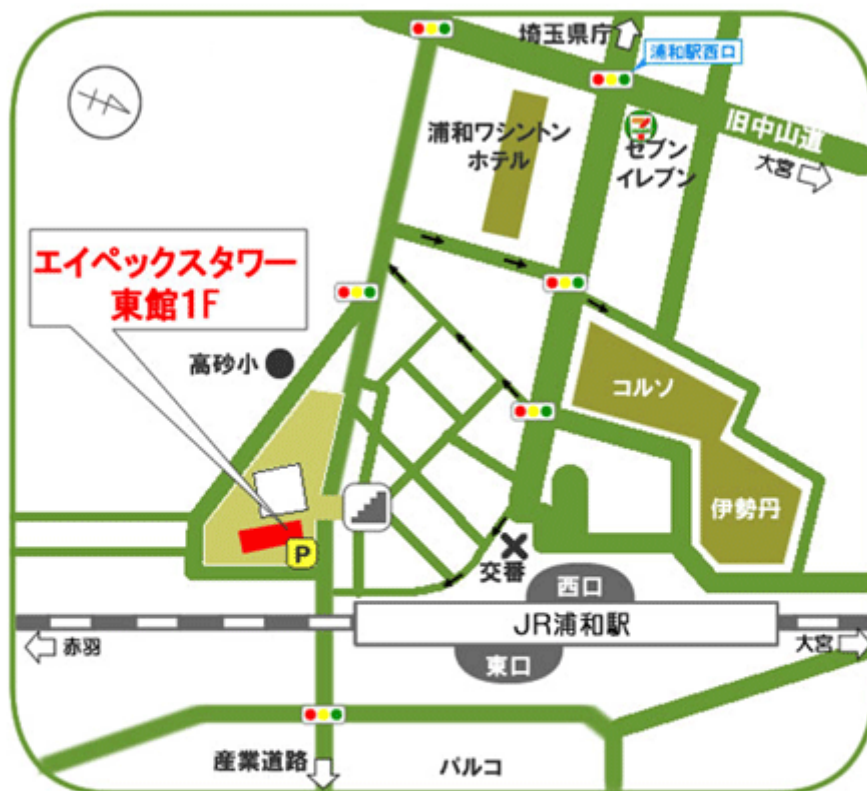 埼玉県庁
浦和駅西口
浦和ワシントン
ホテル
7
セブン
イレブン
旧中山道
大宮
エイペックスタワー
東館1F
高砂小
コルソ
伊勢丹
P
交番
西口
JR浦和駅
赤羽
大宮
東口
産業道路
パルコ